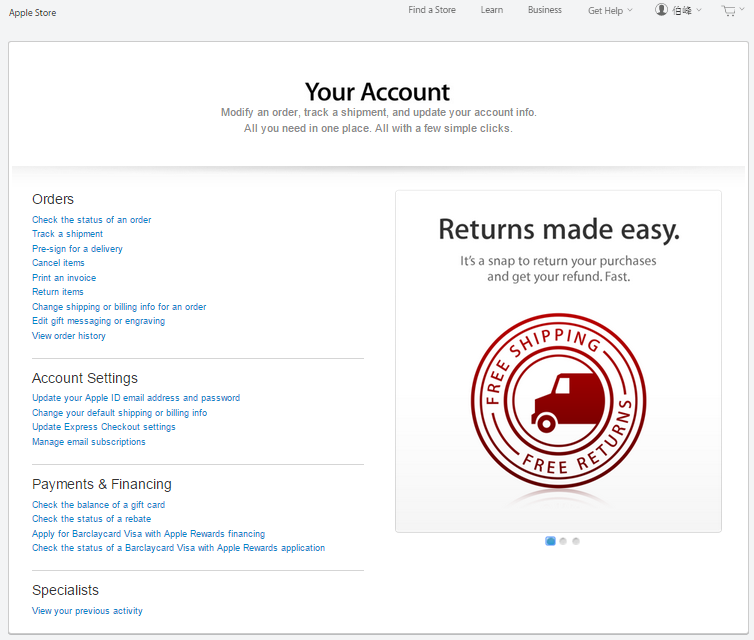 Apple Store
Find a Store
Learn
Business
Get Help
伯峰
Your Account
Modify an order, track a shipment, and update your account info.
All you need in one place. All with a few simple clicks.
Orders
Check the status of an order
Track a shipment
Pre-sign for a delivery
Cancel items
Print an invoice
Return items
Change shipping or billing info for an order
Edit gift messaging or engraving
View order history
Account Settings
Update your Apple ID email address and password
Change your default shipping or billing info
Update Express Checkout settings
Manage email subscriptions
Payments & Financing
Check the balance of a gift card
Check the status of a rebate
Apply for Barclaycard Visa with Apple Rewards financing
Check the status of a Barclaycard Visa with Apple Rewards application
Specialists
View your previous activity
Returns made easy.
It's a snap to return your purchases
and get your refund. Fast.
FREE SHIPPING
FREE RETURNS